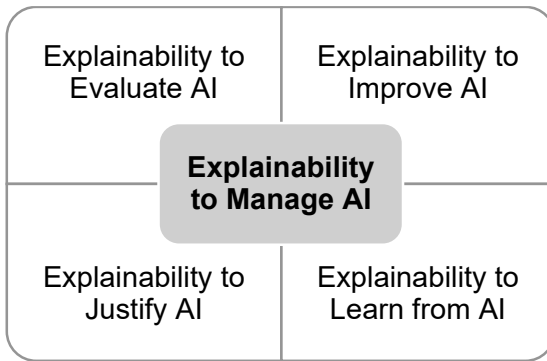 Explainability to
Evaluate AI
Explainability to
Improve AI
Explainability
to Manage AI
Explainability to
Justify AI
Explainability to
Learn from AI